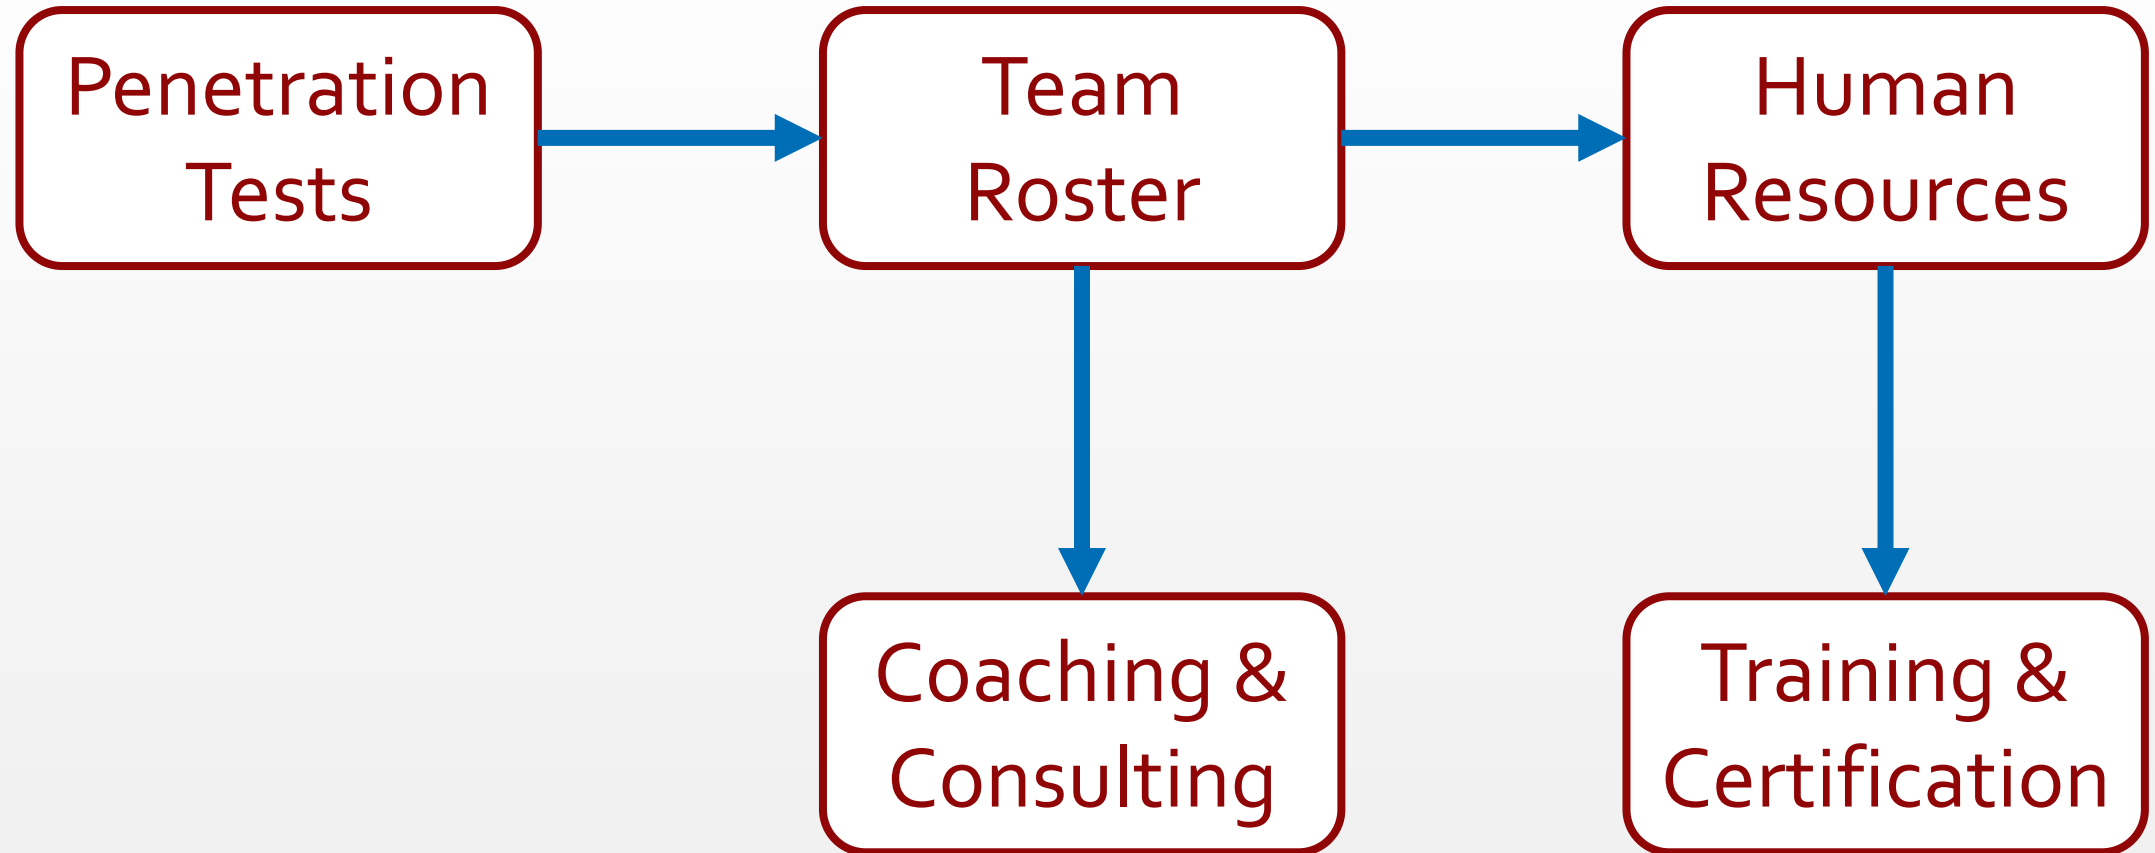 Penetration
Tests
Team
Roster
Human
Resources
Coaching &
Consulting
Training &
Certification